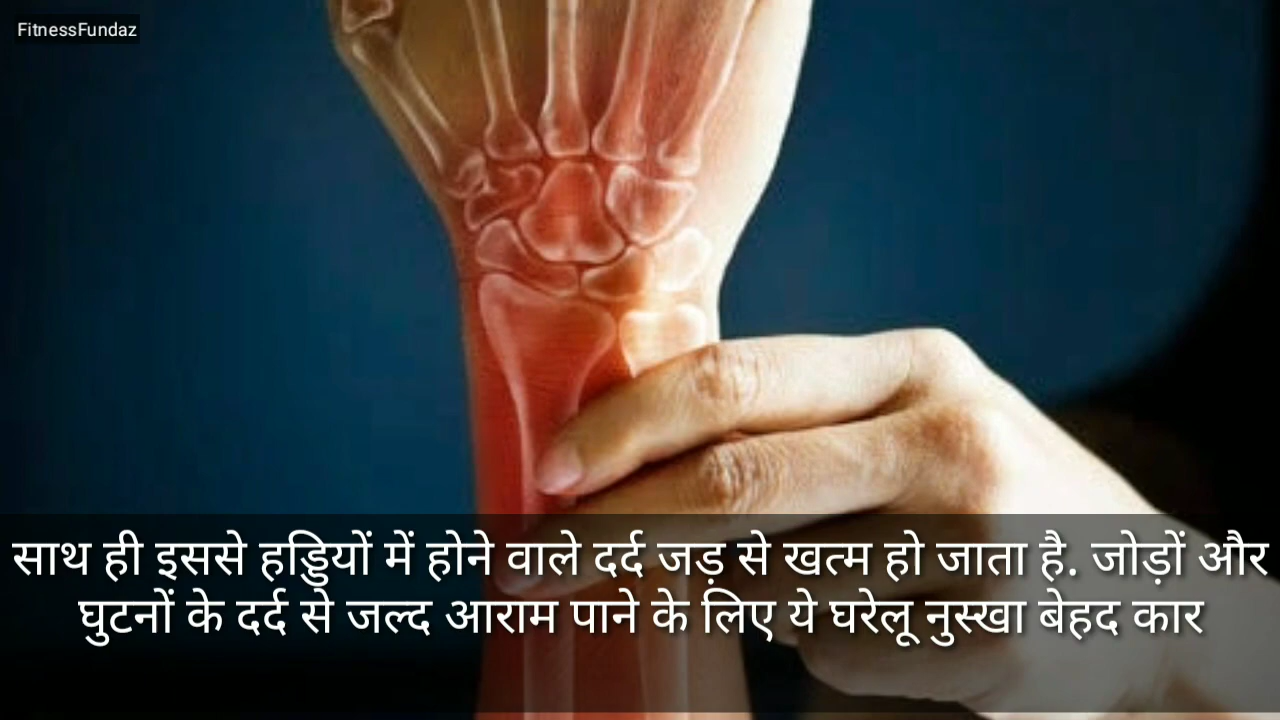 FitnessFundaz
साथ ही इससे हड्डियों में होने वाले दर्द जड़ से खत्म हो जाता है. जोड़ों और
घुटनों के दर्द से जल्द आराम पाने के लिए ये घरेलू नुस्खा बेहद कार